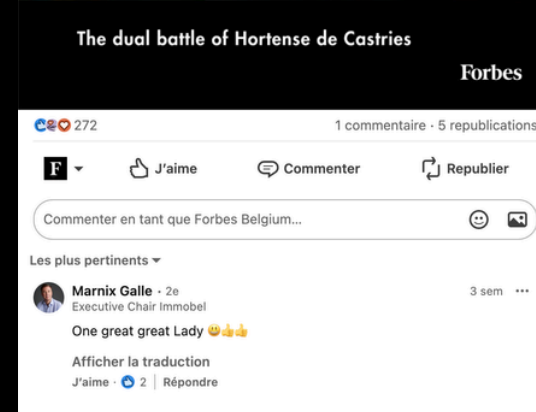 The dual battle of Hortense de Castries
Forbes
272
1 commentaire · 5 republications
F
J'aime
Commenter
Republier
Commenter en tant que Forbes Belgium...
Les plus pertinents
Marnix Galle · 2e
3 sem
Executive Chair Immobel
One great great Lady 😀👍👍
Afficher la traduction
J'aime · 2 | Répondre